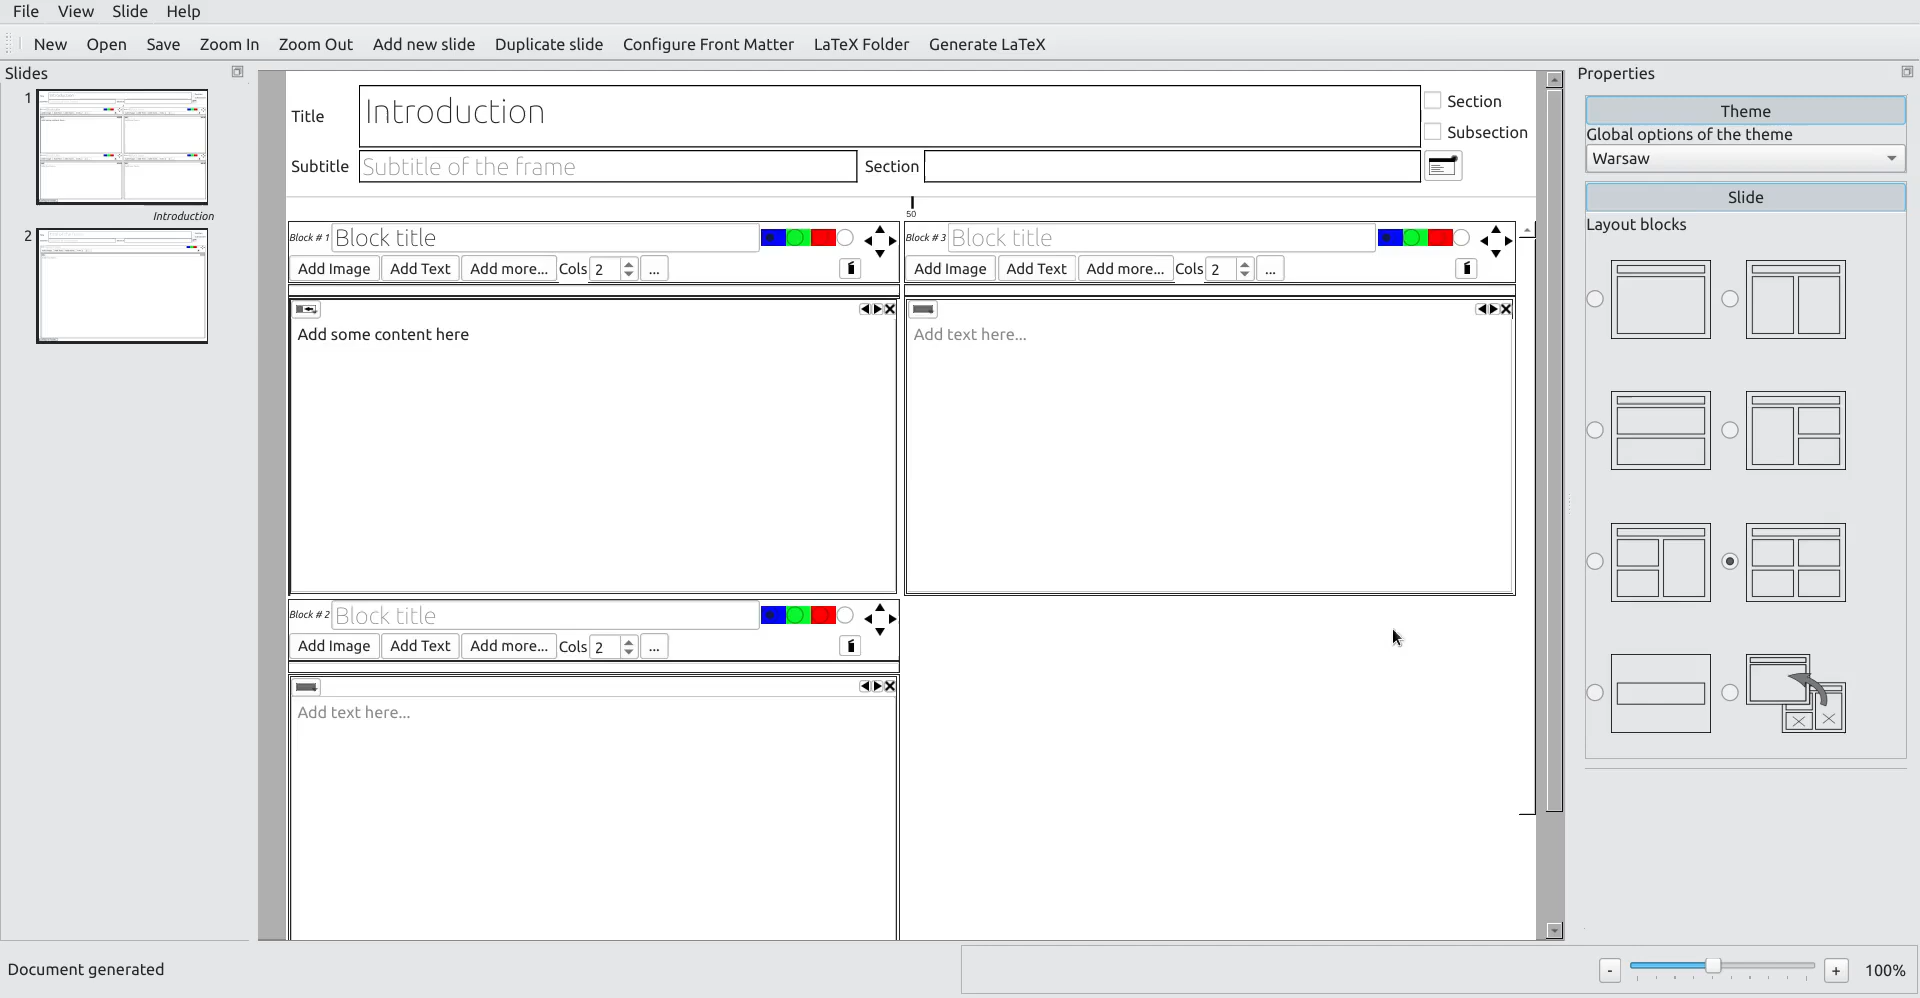 File View Slide Help
New Open Save Zoom In Zoom Out Add new slide Duplicate slide Configure Front Matter LaTeX Folder Generate LaTeX
Slides
1
Introduction
2
Title Introduction
Section
Subsection
Subtitle Subtitle of the frame Section
50
Block # 1 Block title
Add Image Add Text Add more... Cols 2 ...
Add some content here
Block # 3 Block title
Add Image Add Text Add more... Cols 2 ...
Add text here...
Block # 2 Block title
Add Image Add Text Add more... Cols 2 ...
Add text here...
Properties
Theme
Global options of the theme
Warsaw
Slide
Layout blocks
Document generated
- + 100%